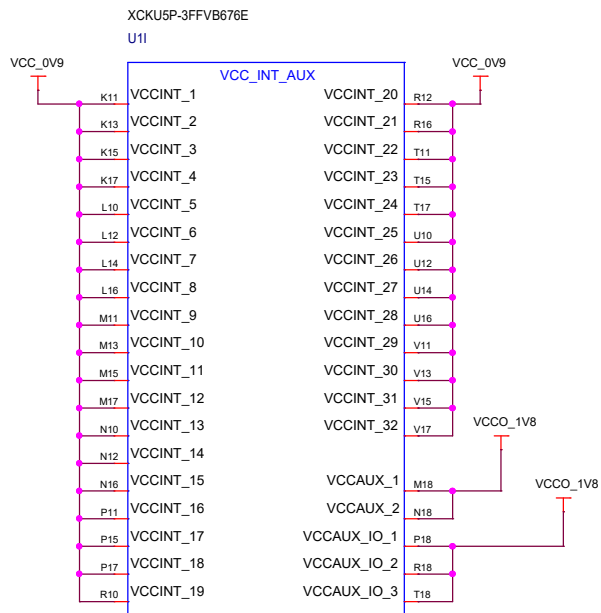 XCKU5P-3FFVB676E
U1I
VCC_0V9
VCC_INT_AUX
VCC_0V9
K11 VCCINT_1 VCCINT_20 R12
K13 VCCINT_2 VCCINT_21 R16
K15 VCCINT_3 VCCINT_22 T11
K17 VCCINT_4 VCCINT_23 T15
L10 VCCINT_5 VCCINT_24 T17
L12 VCCINT_6 VCCINT_25 U10
L14 VCCINT_7 VCCINT_26 U12
L16 VCCINT_8 VCCINT_27 U14
M11 VCCINT_9 VCCINT_28 U16
M13 VCCINT_10 VCCINT_29 V11
M15 VCCINT_11 VCCINT_30 V13
M17 VCCINT_12 VCCINT_31 V15
N10 VCCINT_13 VCCINT_32 V17
VCCO_1V8
N12 VCCINT_14
N16 VCCINT_15 VCCAUX_1 M18
VCCO_1V8
P11 VCCINT_16 VCCAUX_2 N18
P15 VCCINT_17 VCCAUX_IO_1 P18
P17 VCCINT_18 VCCAUX_IO_2 R18
R10 VCCINT_19 VCCAUX_IO_3 T18